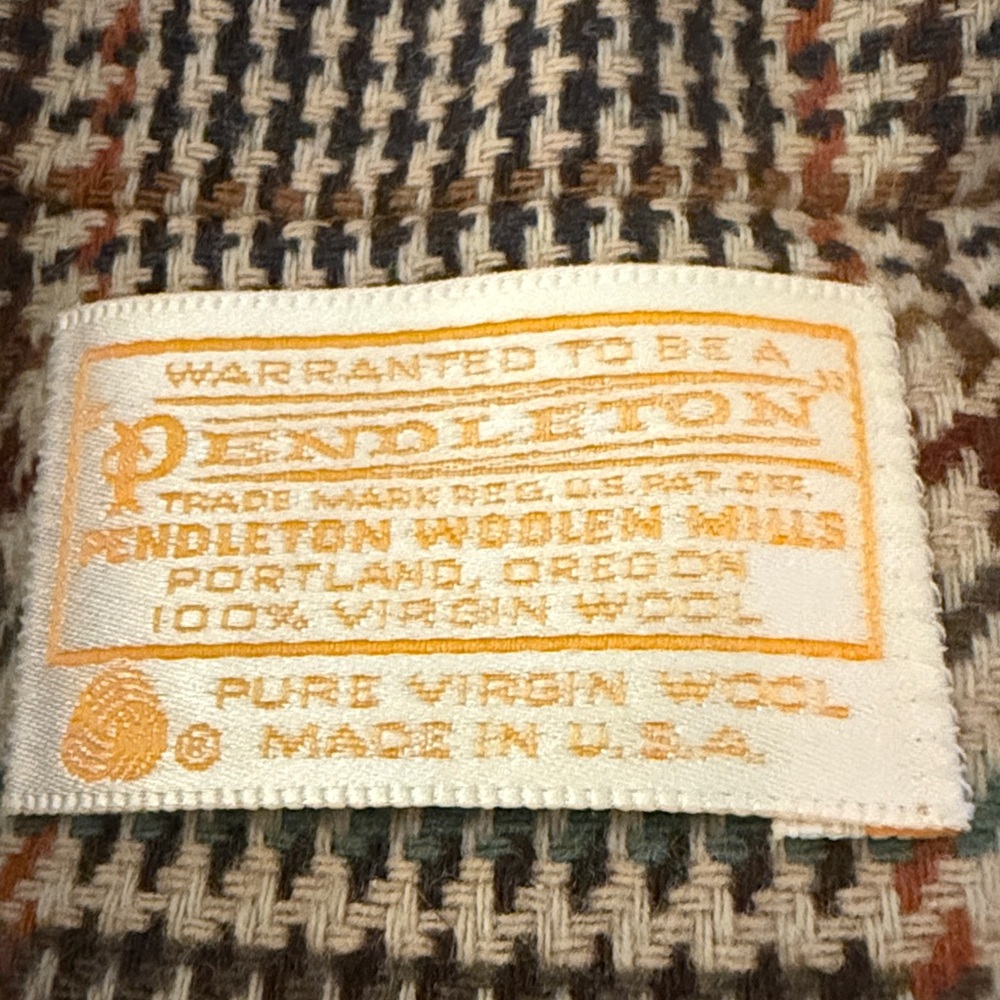 WARRANTED TO BE A
"PENDLETON"
TRADE MARK REG. U.S. PAT. OFF.
PENDLETON WOOLEN MILLS
PORTLAND, OREGON
100% VIRGIN WOOL
PURE VIRGIN WOOL
® MADE IN U.S.A.